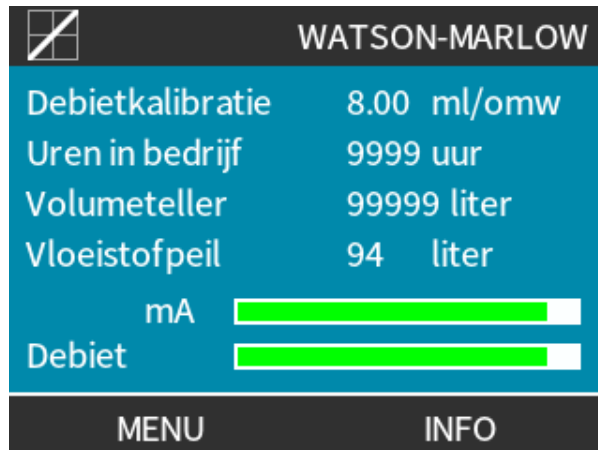 WATSON-MARLOW
Debietkalibratie 8.00 ml/omw
Uren in bedrijf 9999 uur
Volumeteller 99999 liter
Vloeistofpeil 94 liter
mA
Debiet
MENU INFO